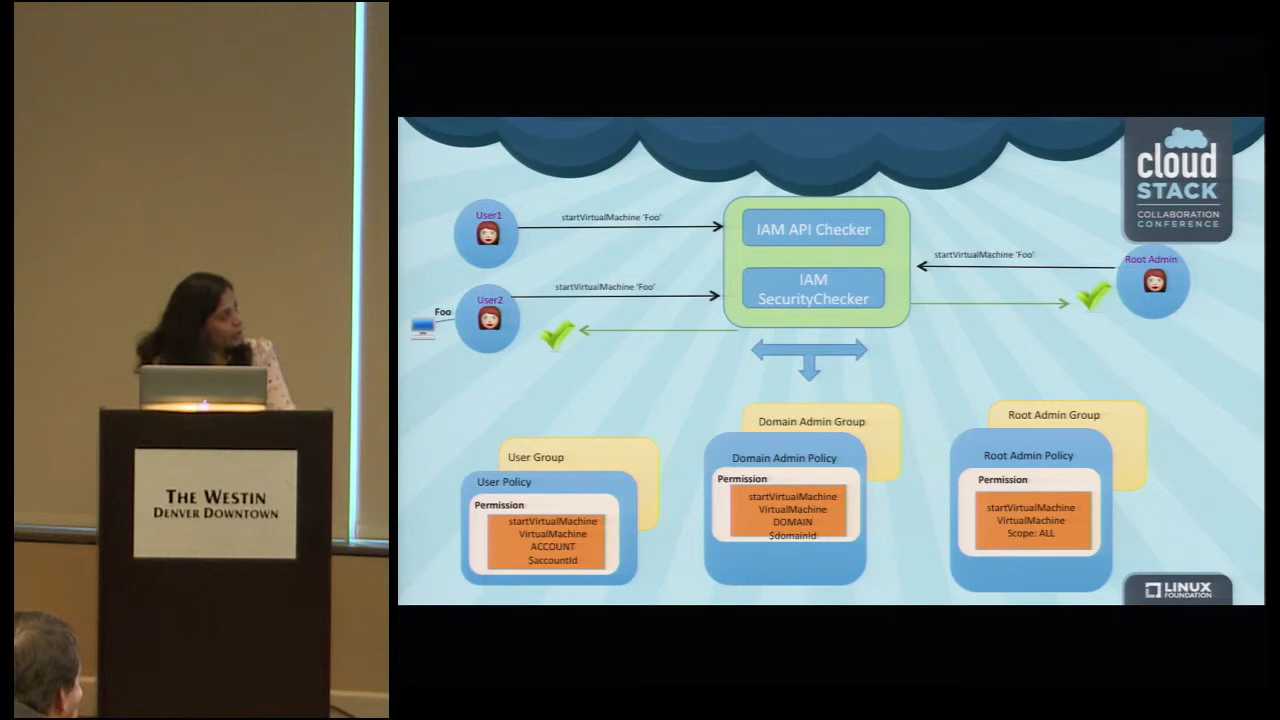 THE WESTIN
DENVER DOWNTOWN
cloud
STACK
COLLABORATION
CONFERENCE
User1
startVirtualMachine 'Foo'
IAM API Checker
startVirtualMachine 'Foo'
Root Admin
User2
startVirtualMachine 'Foo'
IAM
SecurityChecker
Foo
User Group
User Policy
Permission
startVirtualMachine
VirtualMachine
ACCOUNT
$accountId
Domain Admin Group
Domain Admin Policy
Permission
startVirtualMachine
VirtualMachine
DOMAIN
$domainId
Root Admin Group
Root Admin Policy
Permission
startVirtualMachine
VirtualMachine
Scope: ALL
LINUX
FOUNDATION